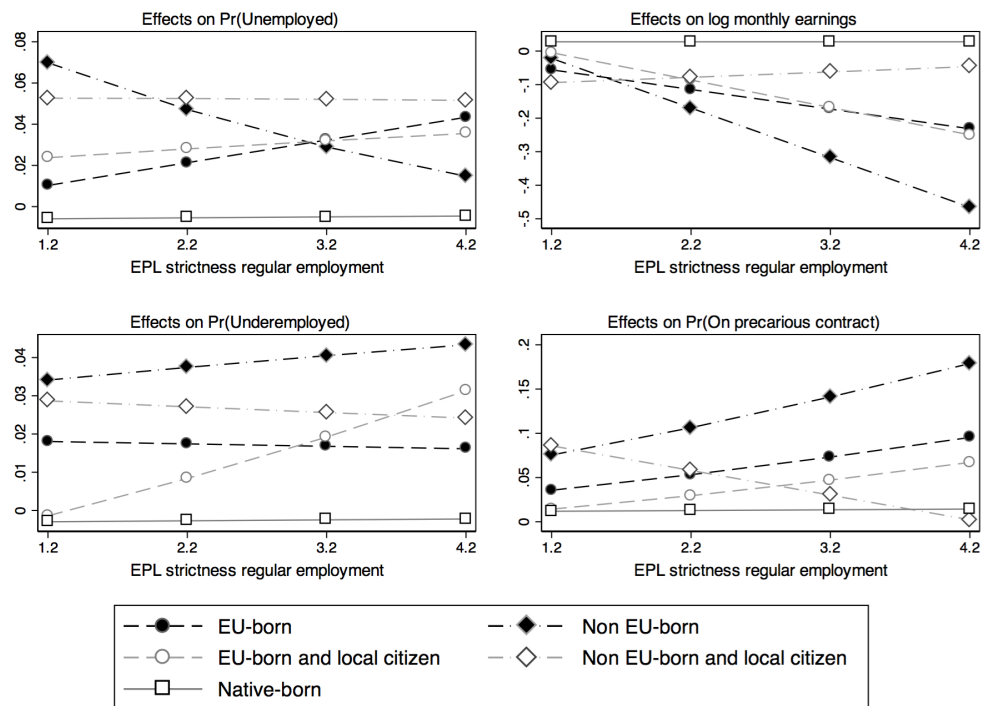 Effects on Pr(Unemployed)
.08
.06
.04
.02
0
1.2 2.2 3.2 4.2
EPL strictness regular employment
Effects on log monthly earnings
0
-.1
-.2
-.3
-.4
-.5
1.2 2.2 3.2 4.2
EPL strictness regular employment
Effects on Pr(Underemployed)
.04
.03
.02
.01
0
1.2 2.2 3.2 4.2
EPL strictness regular employment
Effects on Pr(On precarious contract)
.2
.15
.1
.05
0
1.2 2.2 3.2 4.2
EPL strictness regular employment
EU-born
Non EU-born
EU-born and local citizen
Non EU-born and local citizen
Native-born